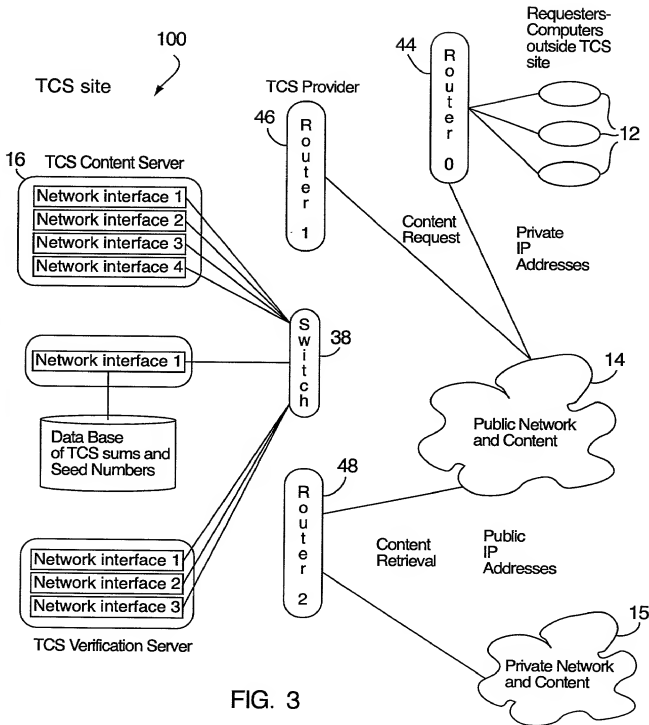 100
TCS site
TCS Provider
44
Router 0
Requesters-
Computers
outside TCS
site
12
46
Router 1
16
TCS Content Server
Network interface 1
Network interface 2
Network interface 3
Network interface 4
Content
Request
Private
IP
Addresses
Switch
38
Network interface 1
Data Base
of TCS sums and
Seed Numbers
14
Public Network
and Content
48
Router 2
Content
Retrieval
Public
IP
Addresses
Network interface 1
Network interface 2
Network interface 3
TCS Verification Server
15
Private Network
and Content
FIG. 3